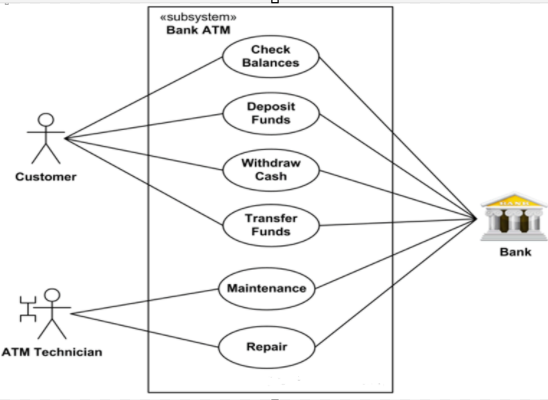 «subsystem»
Bank ATM
Check
Balances
Deposit
Funds
Customer
Withdraw
Cash
Transfer
Funds
Bank
Maintenance
ATM Technician
Repair